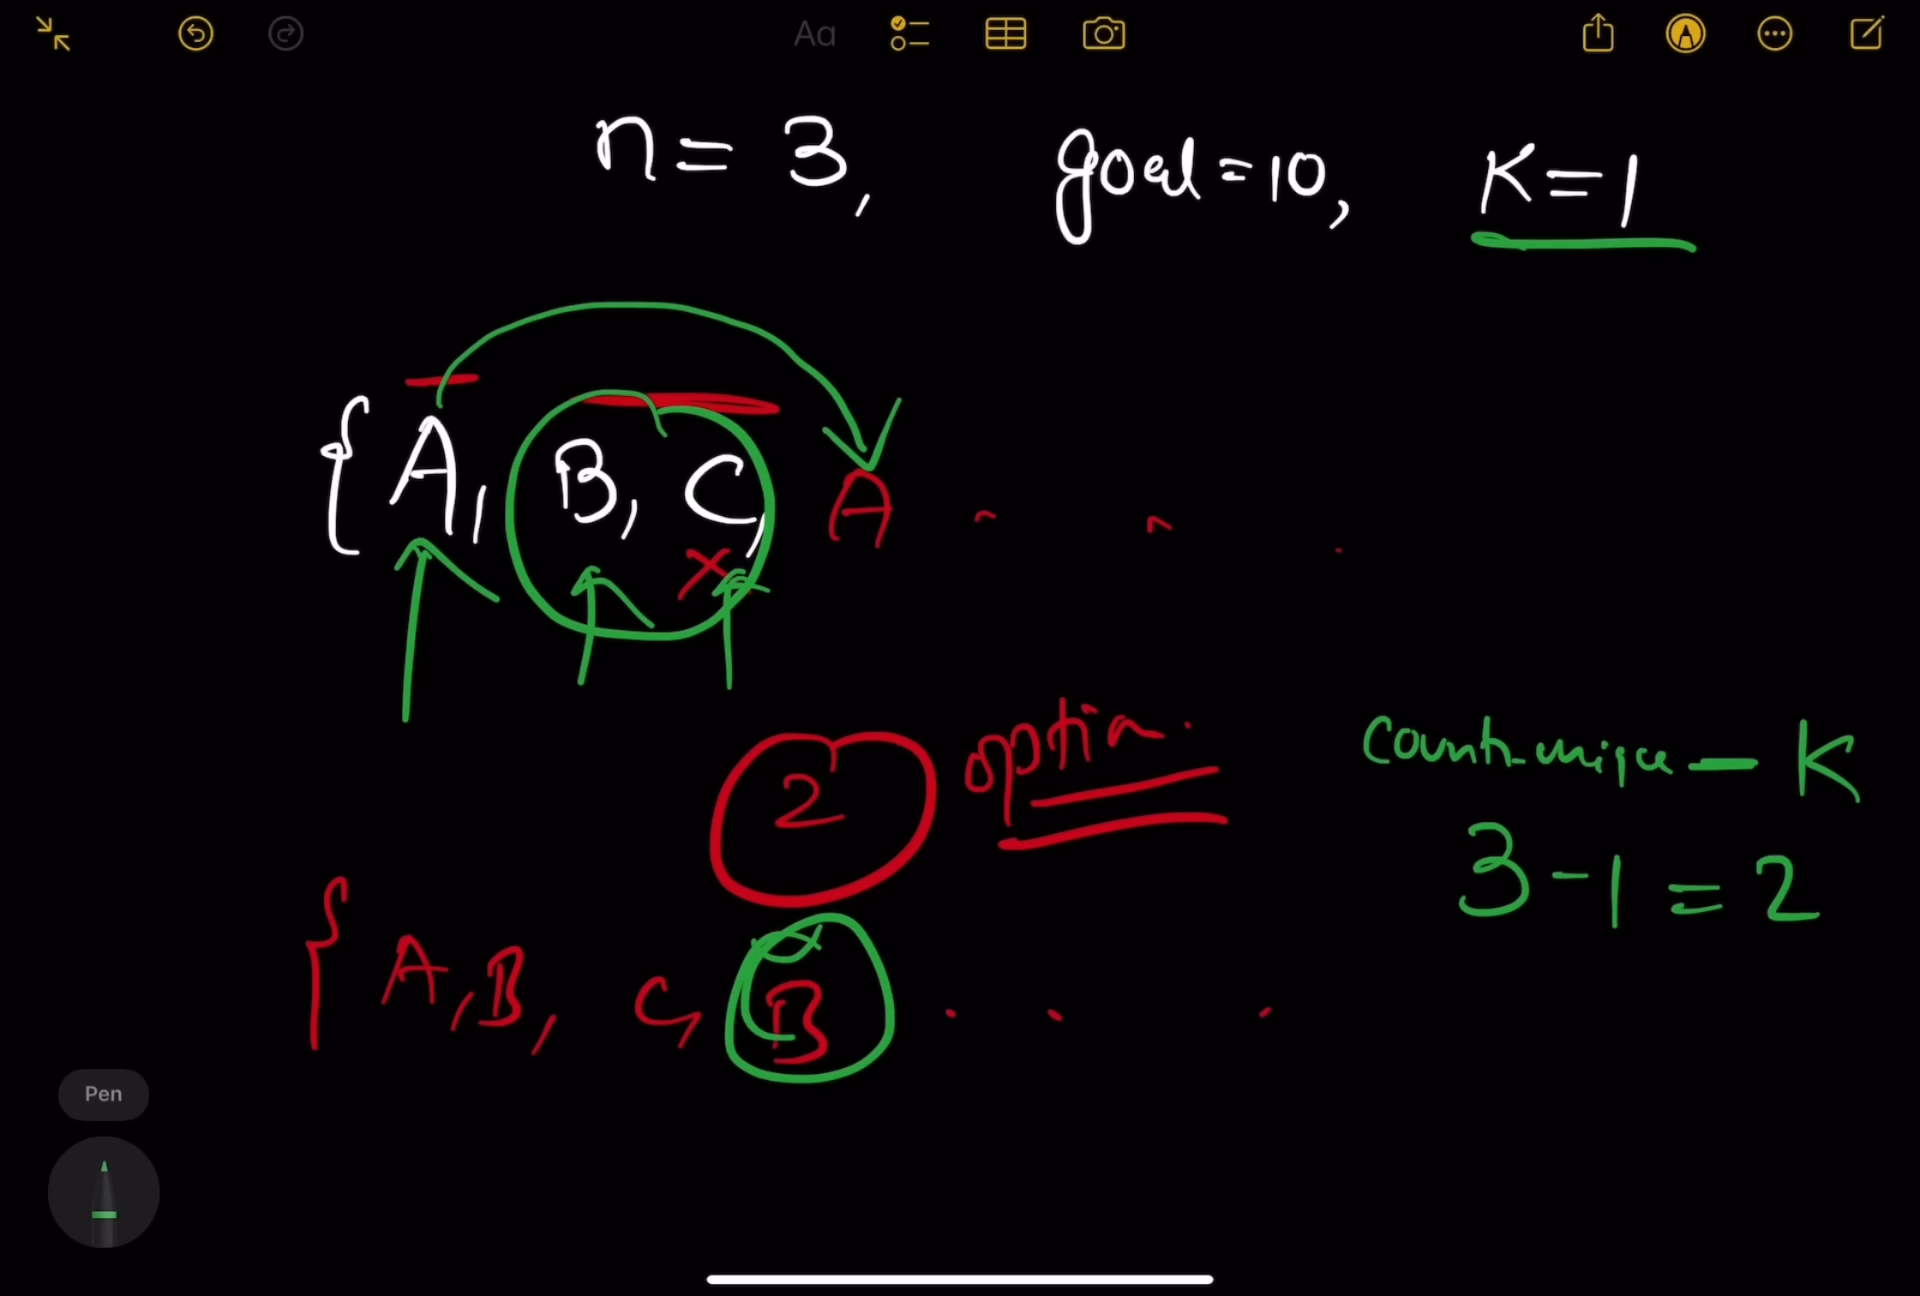 Aa
n = 3, goal = 10, K = 1
{ A, B, C, A
x
2 option.
count_unique - K
3 - 1 = 2
{ A, B, C, B . . .
Pen